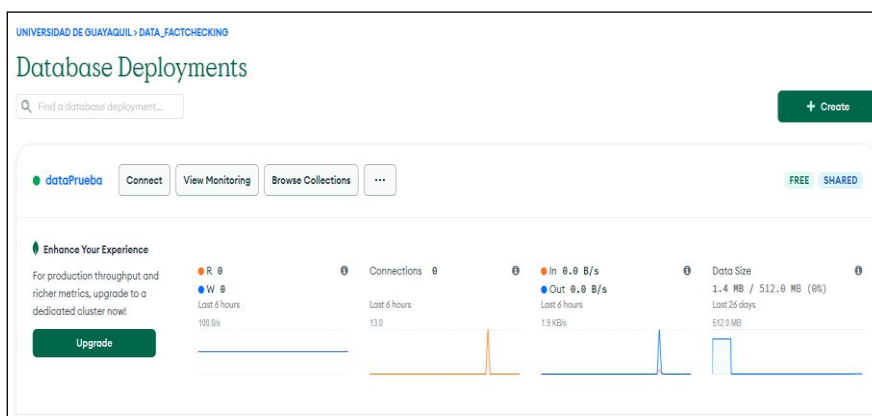 UNIVERSIDAD DE GUAYAQUIL > DATA_FACTCHECKING
Database Deployments
Find a database deployment...
+ Create
dataPrueba
Connect
View Monitoring
Browse Collections
...
FREE
SHARED
Enhance Your Experience
For production throughput and
richer metrics, upgrade to a
dedicated cluster now!
Upgrade
R 0
W 0
Last 6 hours
100.0/s
Connections 0
Last 6 hours
13.0
In 0.0 B/s
Out 0.0 B/s
Last 6 hours
1.9 KB/s
Data Size
1.4 MB / 512.0 MB (0%)
Last 26 days
512.0 MB